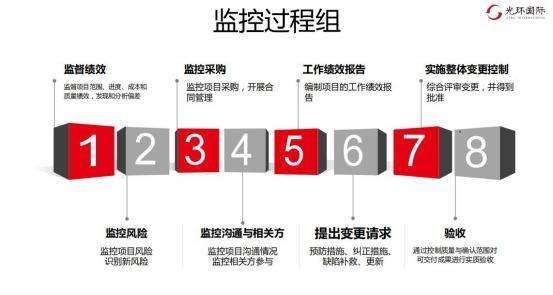 监控过程组
光环国际
监督绩效
监督项目范围、进度、成本和
质量绩效，发现和分析偏差
监控采购
监控项目采购，开展合
同管理
工作绩效报告
编制项目的工作绩效报
告
实施整体变更控制
综合评审变更，并得到
批准
1 2 3 4 5 6 7 8
监控风险
监控项目风险
识别新风险
监控沟通与相关方
监控项目沟通情况
监控相关方参与
提出变更请求
预防措施、纠正措施、
缺陷补救、更新
验收
通过控制质量与确认范围对
可交付成果进行实质验收